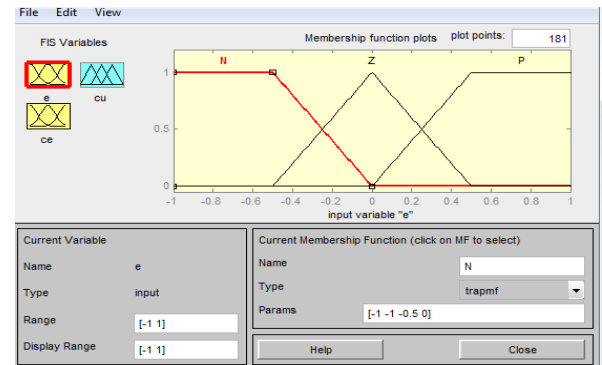 File Edit View
FIS Variables
e
cu
ce
Membership function plots
plot points:
181
N
Z
P
1
0.5
0
-1 -0.8 -0.6 -0.4 -0.2 0 0.2 0.4 0.6 0.8 1
input variable "e"
Current Variable
Name e
Type input
Range [-1 1]
Display Range [-1 1]
Current Membership Function (click on MF to select)
Name N
Type trapmf
Params [-1 -1 -0.5 0]
Help
Close